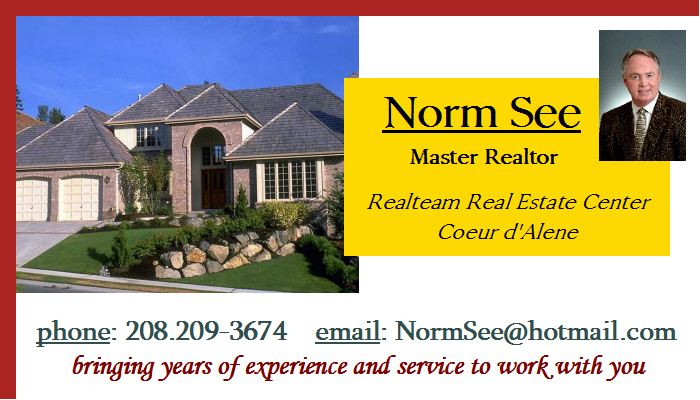 Norm See
Master Realtor
Realteam Real Estate Center
Coeur d'Alene
phone: 208.209-3674 email: NormSee@hotmail.com
bringing years of experience and service to work with you